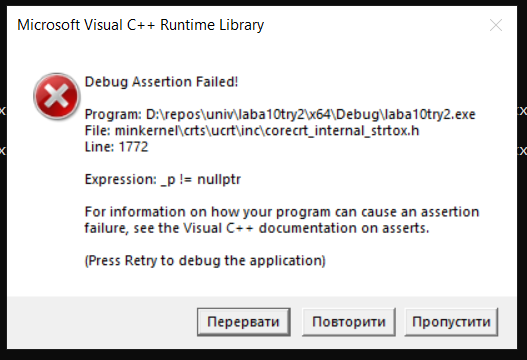 Microsoft Visual C++ Runtime Library
Debug Assertion Failed!
Program: D:\repos\univ\laba10try2\x64\Debug\laba10try2.exe
File: minkernel\crts\ucrt\inc\corecrt_internal_strtox.h
Line: 1772
Expression: _p != nullptr
For information on how your program can cause an assertion
failure, see the Visual C++ documentation on asserts.
(Press Retry to debug the application)
Перервати Повторити Пропустити